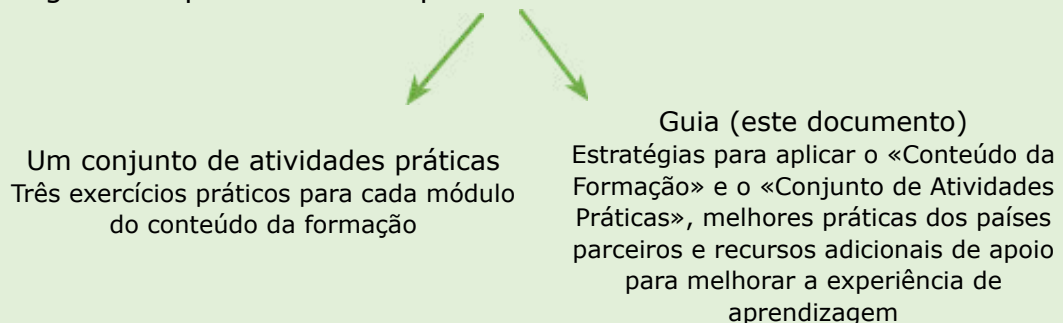 Um conjunto de atividades práticas
Três exercícios práticos para cada módulo
do conteúdo da formação
Guia (este documento)
Estratégias para aplicar o «Conteúdo da
Formação» e o «Conjunto de Atividades
Práticas», melhores práticas dos países
parceiros e recursos adicionais de apoio
para melhorar a experiência de
aprendizagem